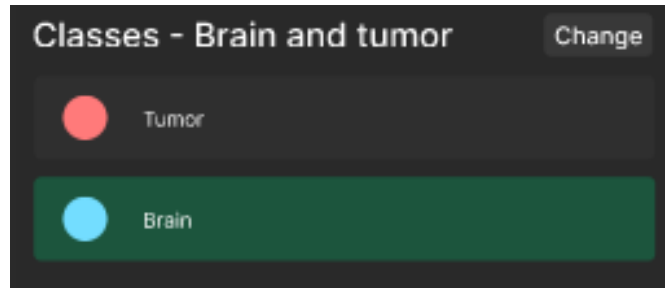 Classes - Brain and tumor
Change
Tumor
Brain